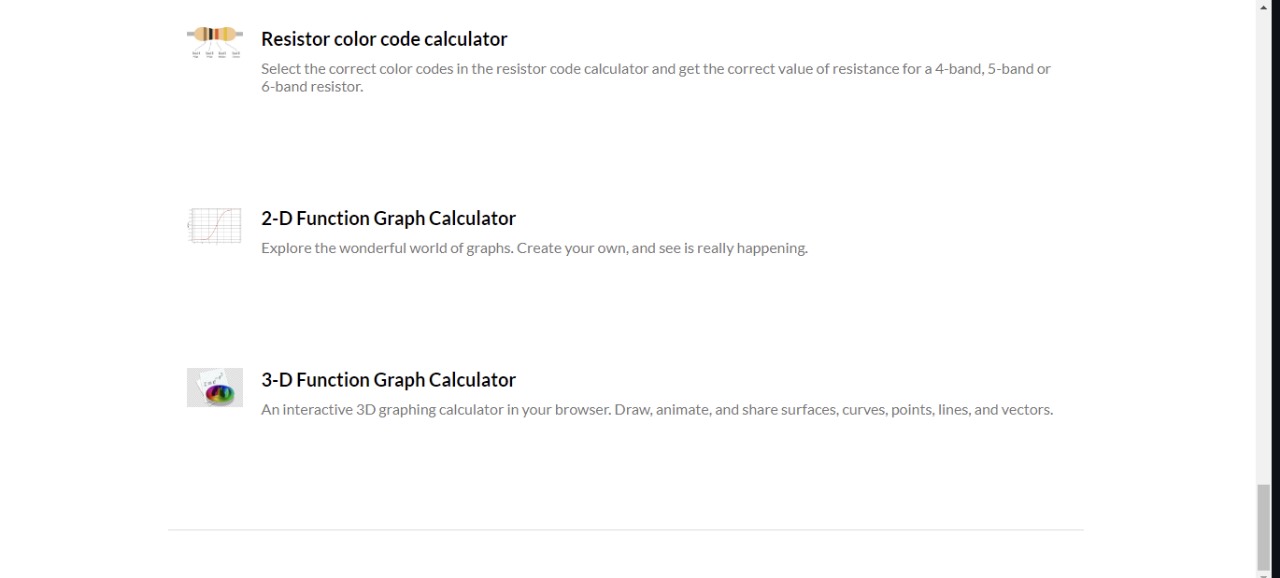 Resistor color code calculator
Select the correct color codes in the resistor code calculator and get the correct value of resistance for a 4-band, 5-band or
6-band resistor.
2-D Function Graph Calculator
Explore the wonderful world of graphs. Create your own, and see is really happening.
3-D Function Graph Calculator
An interactive 3D graphing calculator in your browser. Draw, animate, and share surfaces, curves, points, lines, and vectors.